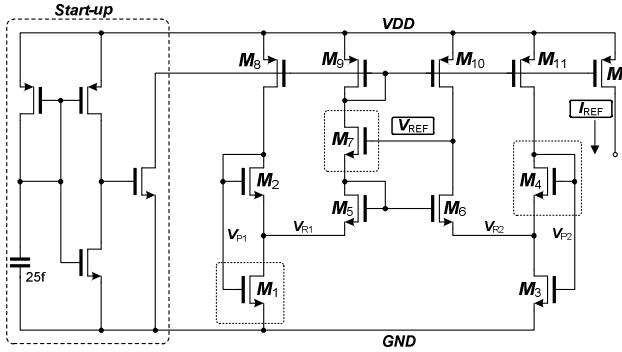 Start-up
VDD
M8
M9
M10
M11
M
IREF
VREF
M7
M2
M4
M5
M6
VP1
VR1
VR2
VP2
25f
M1
M3
GND